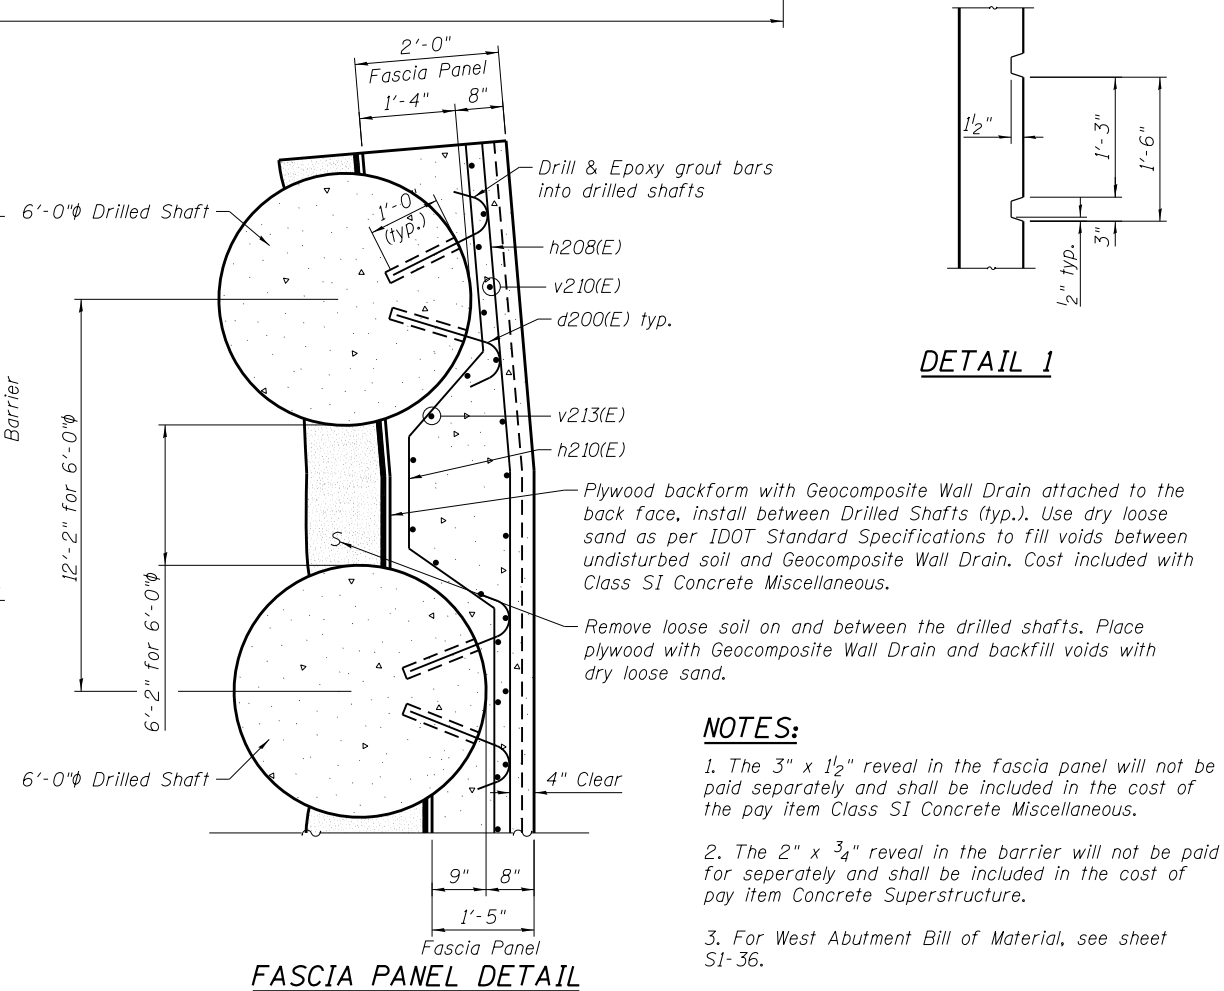 2'-0"
Fascia Panel
1'-4"
8"
Drill & Epoxy grout bars
into drilled shafts
6'-0"φ Drilled Shaft
1'-0"
(typ.)
h208(E)
v210(E)
d200(E) typ.
Barrier
12'-2" for 6'-0"φ
v213(E)
h210(E)
Plywood backform with Geocomposite Wall Drain attached to the
back face, install between Drilled Shafts (typ.). Use dry loose
sand as per IDOT Standard Specifications to fill voids between
undisturbed soil and Geocomposite Wall Drain. Cost included with
Class SI Concrete Miscellaneous.
S
6'-2" for 6'-0"φ
Remove loose soil on and between the drilled shafts. Place
plywood with Geocomposite Wall Drain and backfill voids with
dry loose sand.
6'-0"φ Drilled Shaft
4" Clear
9"
8"
1'-5"
Fascia Panel
FASCIA PANEL DETAIL
1½"
1'-3"
1'-6"
3"
½" typ.
DETAIL 1
NOTES:
1. The 3" x 1½" reveal in the fascia panel will not be
paid separately and shall be included in the cost of
the pay item Class SI Concrete Miscellaneous.
2. The 2" x ¾" reveal in the barrier will not be paid
for seperately and shall be included in the cost of
pay item Concrete Superstructure.
3. For West Abutment Bill of Material, see sheet
S1-36.